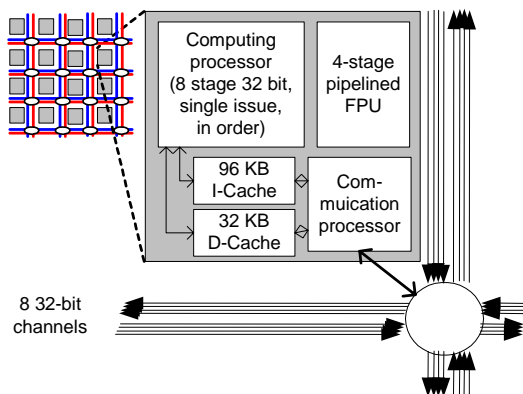 Computing
processor
(8 stage 32 bit,
single issue,
in order)
4-stage
pipelined
FPU
96 KB
I-Cache
32 KB
D-Cache
Com-
muication
processor
8 32-bit
channels